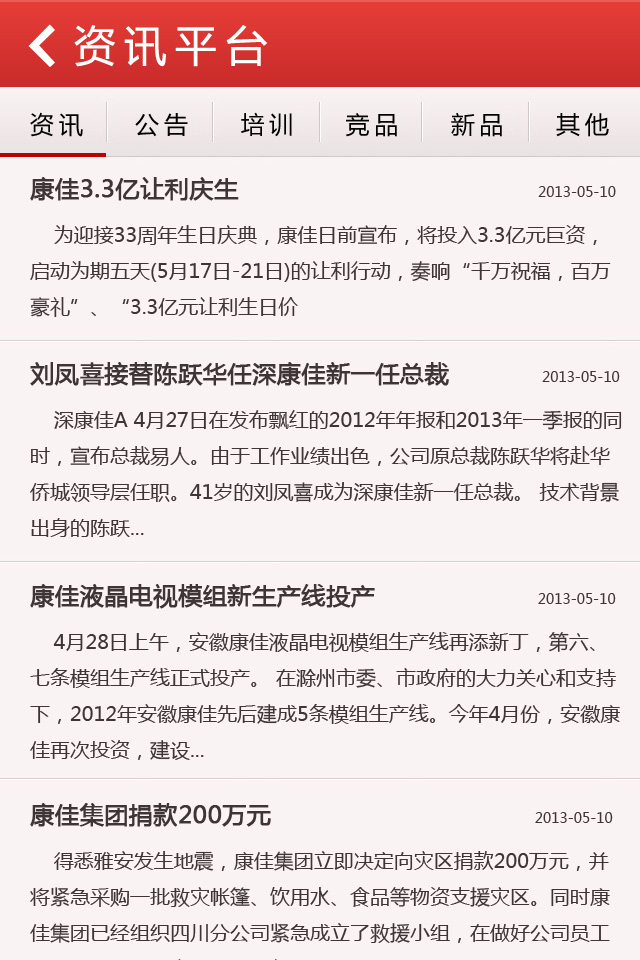 资讯平台
资讯 公告 培训 竞品 新品 其他
康佳3.3亿让利庆生 2013-05-10
为迎接33周年生日庆典，康佳日前宣布，将投入3.3亿元巨资，
启动为期五天(5月17日-21日)的让利行动，奏响“千万祝福，百万
豪礼”、“3.3亿元让利生日价
刘凤喜接替陈跃华任深康佳新一任总裁 2013-05-10
深康佳A 4月27日在发布飘红的2012年年报和2013年一季报的同
时，宣布总裁易人。由于工作业绩出色，公司原总裁陈跃华将赴华
侨城领导层任职。41岁的刘凤喜成为深康佳新一任总裁。 技术背景
出身的陈跃...
康佳液晶电视模组新生产线投产 2013-05-10
4月28日上午，安徽康佳液晶电视模组生产线再添新丁，第六、
七条模组生产线正式投产。 在滁州市委、市政府的大力关心和支持
下，2012年安徽康佳先后建成5条模组生产线。今年4月份，安徽康
佳再次投资，建设...
康佳集团捐款200万元 2013-05-10
得悉雅安发生地震，康佳集团立即决定向灾区捐款200万元，并
将紧急采购一批救灾帐篷、饮用水、食品等物资支援灾区。同时康
佳集团已经组织四川分公司紧急成立了救援小组，在做好公司员工